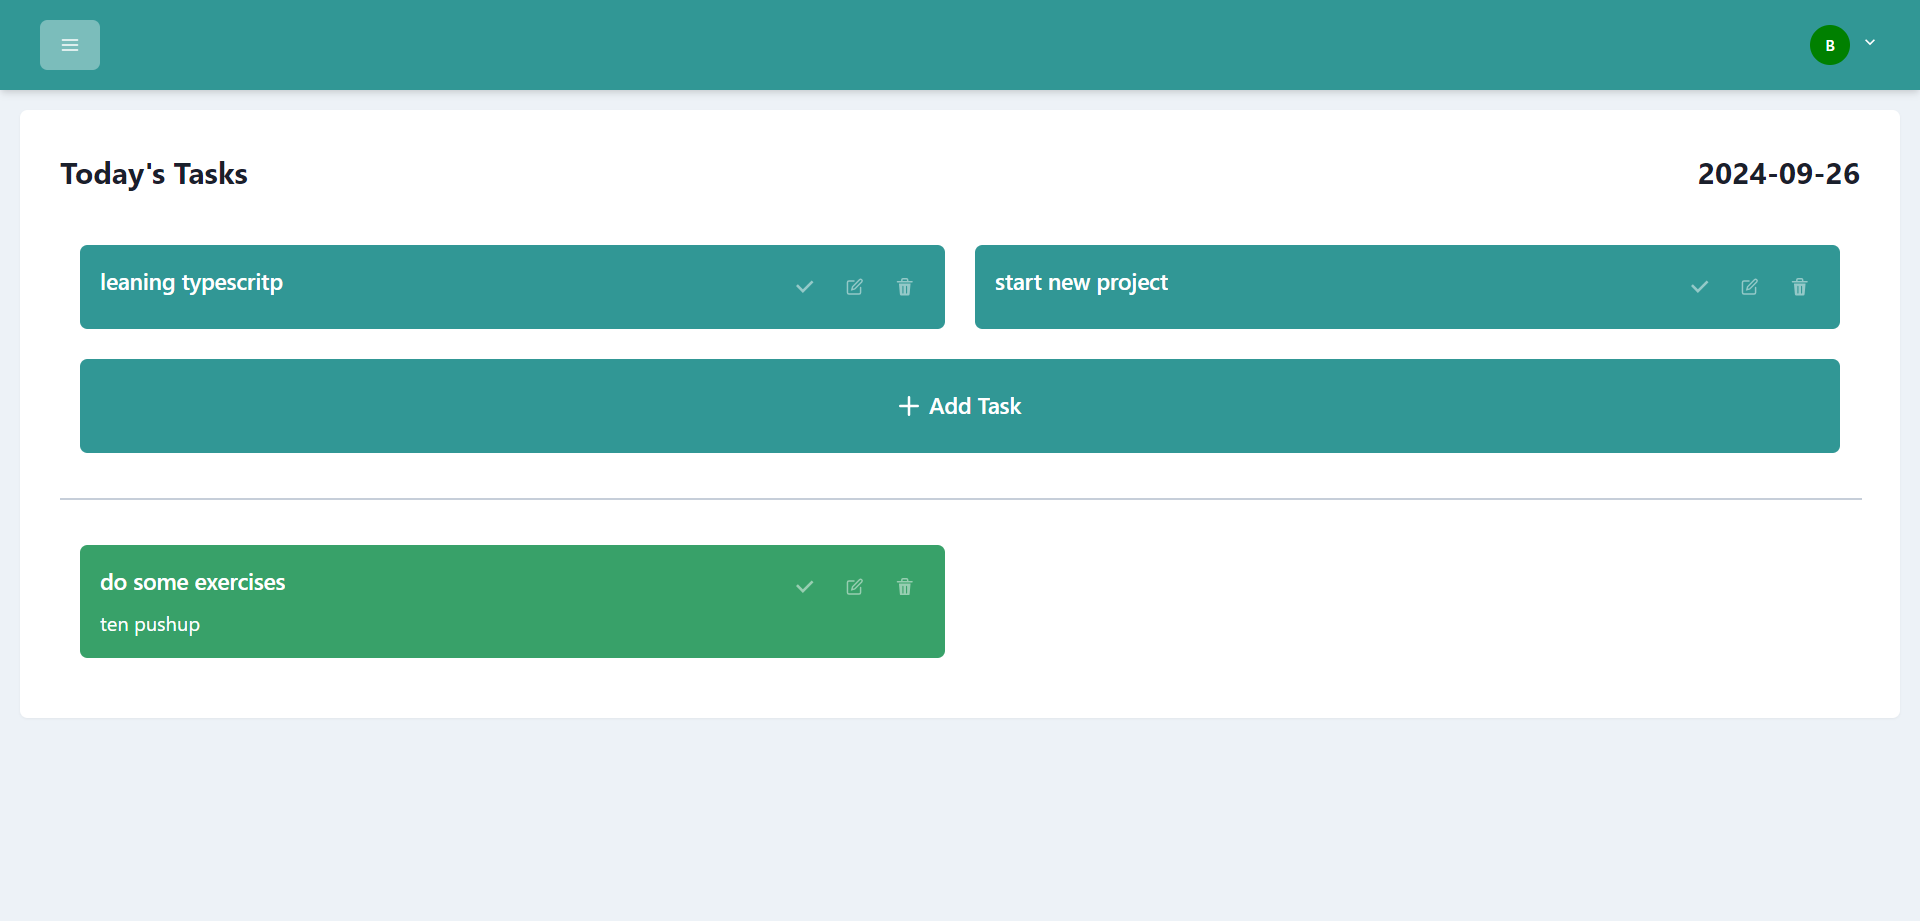 B
Today's Tasks
2024-09-26
leaning typescritp
start new project
Add Task
do some exercises
ten pushup